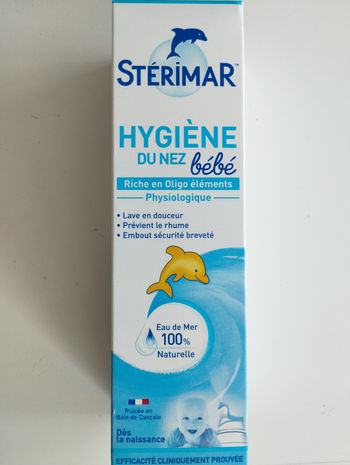 STÉRIMAR™
HYGIÈNE
DU NEZ bébé
Riche en Oligo éléments
Physiologique
• Lave en douceur
• Prévient le rhume
• Embout sécurité breveté
Eau de Mer
100%
Naturelle
Puisée en
Baie de Cancale
Dès
la naissance
EFFICACITÉ CLINIQUEMENT PROUVÉE